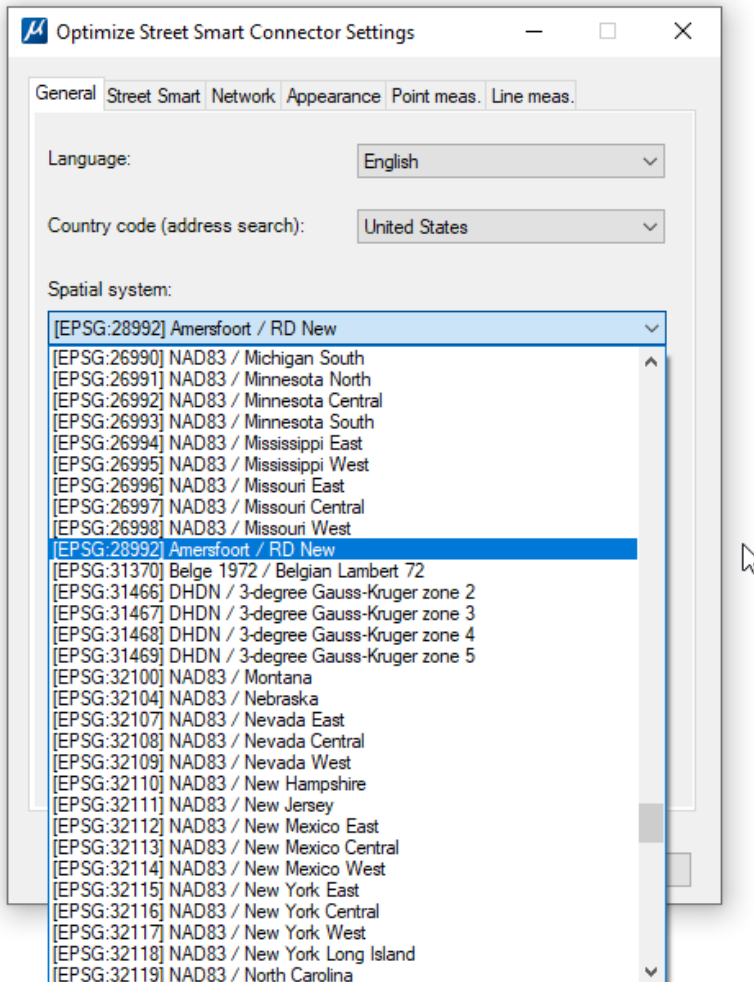 Optimize Street Smart Connector Settings
General Street Smart Network Appearance Point meas. Line meas.
Language: English
Country code (address search): United States
Spatial system:
[EPSG:28992] Amersfoort / RD New
[EPSG:26990] NAD83 / Michigan South
[EPSG:26991] NAD83 / Minnesota North
[EPSG:26992] NAD83 / Minnesota Central
[EPSG:26993] NAD83 / Minnesota South
[EPSG:26994] NAD83 / Mississippi East
[EPSG:26995] NAD83 / Mississippi West
[EPSG:26996] NAD83 / Missouri East
[EPSG:26997] NAD83 / Missouri Central
[EPSG:26998] NAD83 / Missouri West
[EPSG:28992] Amersfoort / RD New
[EPSG:31370] Belge 1972 / Belgian Lambert 72
[EPSG:31466] DHDN / 3-degree Gauss-Kruger zone 2
[EPSG:31467] DHDN / 3-degree Gauss-Kruger zone 3
[EPSG:31468] DHDN / 3-degree Gauss-Kruger zone 4
[EPSG:31469] DHDN / 3-degree Gauss-Kruger zone 5
[EPSG:32100] NAD83 / Montana
[EPSG:32104] NAD83 / Nebraska
[EPSG:32107] NAD83 / Nevada East
[EPSG:32108] NAD83 / Nevada Central
[EPSG:32109] NAD83 / Nevada West
[EPSG:32110] NAD83 / New Hampshire
[EPSG:32111] NAD83 / New Jersey
[EPSG:32112] NAD83 / New Mexico East
[EPSG:32113] NAD83 / New Mexico Central
[EPSG:32114] NAD83 / New Mexico West
[EPSG:32115] NAD83 / New York East
[EPSG:32116] NAD83 / New York Central
[EPSG:32117] NAD83 / New York West
[EPSG:32118] NAD83 / New York Long Island
[EPSG:32119] NAD83 / North Carolina